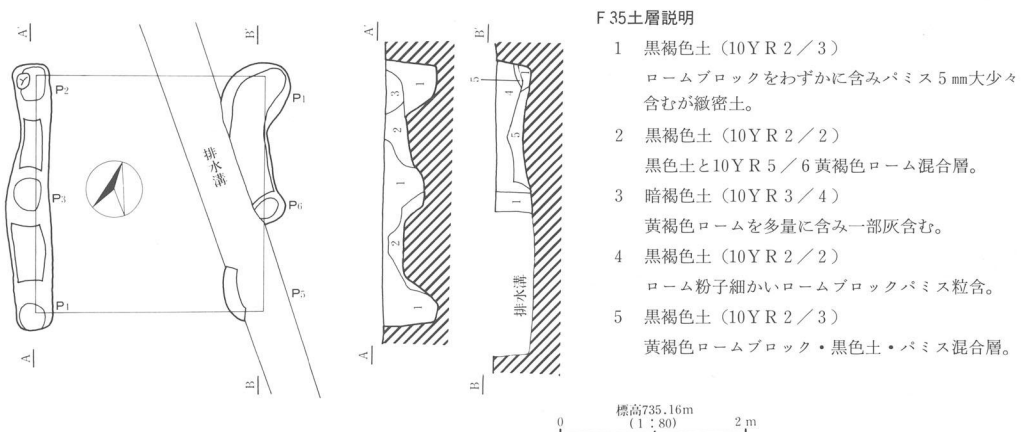 F35土層説明
1 黒褐色土（10YR2／3）
ロームブロックをわずかに含みパミス5㎜大少々
含むが緻密土。
2 黒褐色土（10YR2／2）
黒色土と10YR5／6黄褐色ローム混合層。
3 暗褐色土（10YR3／4）
黄褐色ロームを多量に含み一部灰含む。
4 黒褐色土（10YR2／2）
ローム粉子細かいロームブロックパミス粒含。
5 黒褐色土（10YR2／3）
黄褐色ロームブロック・黒色土・パミス混合層。
A'
B'
P2
P1
排水溝
P3
P6
P5
P4
A
B
A'
1
3
2
1
2
1
A
B'
5
4
5
1
排水溝
B
標高735.16m
（1：80）
0 2m